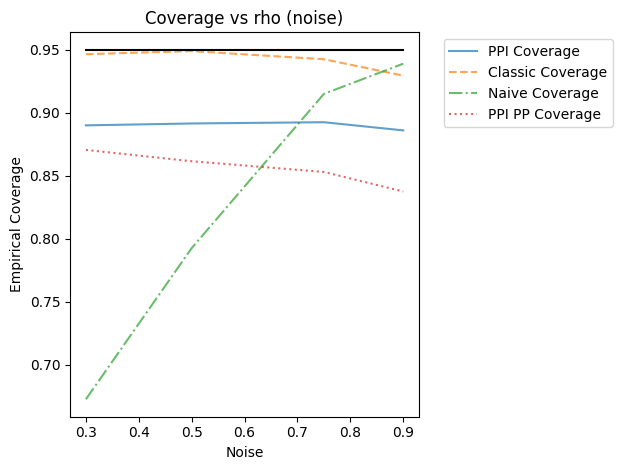 Coverage vs rho (noise)
PPI Coverage
Classic Coverage
Naive Coverage
PPI PP Coverage
Empirical Coverage
0.95
0.90
0.85
0.80
0.75
0.70
0.3 0.4 0.5 0.6 0.7 0.8 0.9
Noise